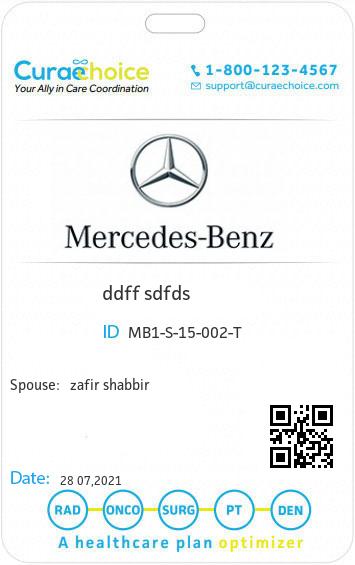 Curaechoice
Your Ally in Care Coordination
1-800-123-4567
support@curaechoice.com
Mercedes-Benz
ddff sdfds
ID MB1-S-15-002-T
Spouse: zafir shabbir
Date: 28 07,2021
RAD ONCO SURG PT DEN
A healthcare plan optimizer